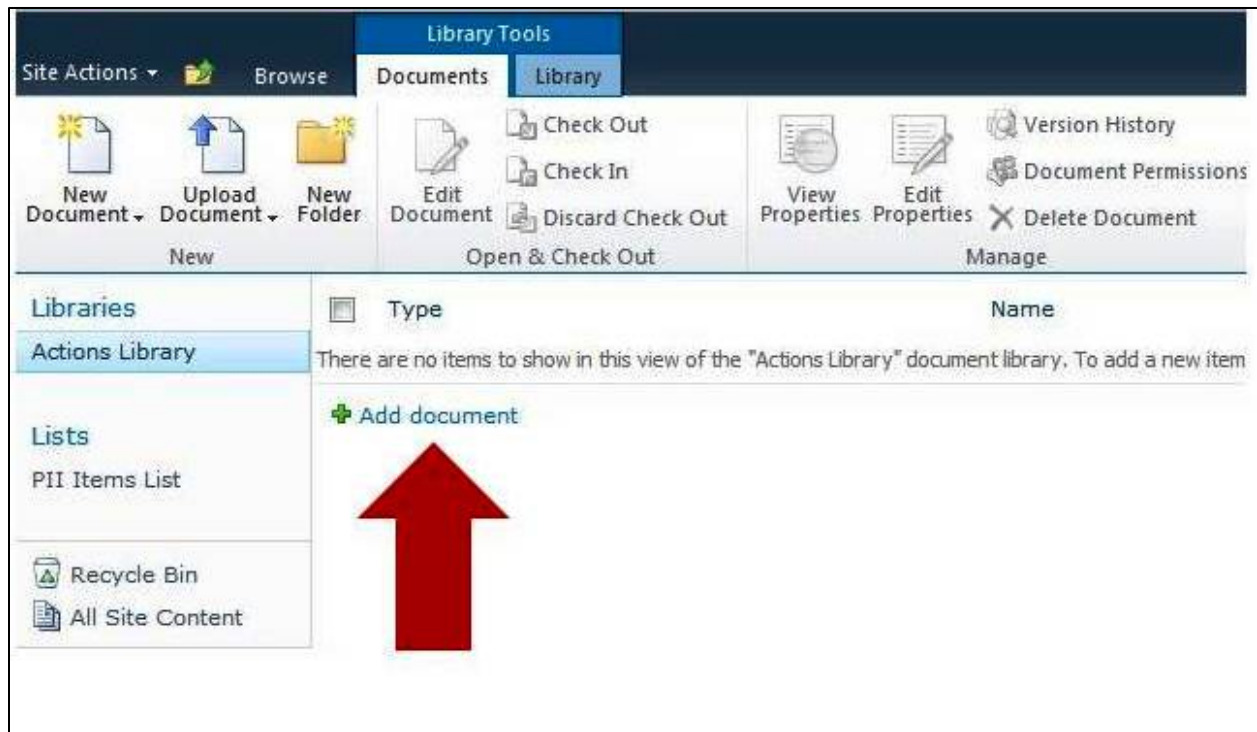 Library Tools
Site Actions Browse Documents Library
New Document Upload Document New Folder
New
Edit Document
Check Out
Check In
Discard Check Out
Open & Check Out
View Properties Edit Properties
Version History
Document Permissions
Delete Document
Manage
Libraries
Actions Library
Lists
PII Items List
Recycle Bin
All Site Content
Type Name
There are no items to show in this view of the "Actions Library" document library. To add a new item
Add document